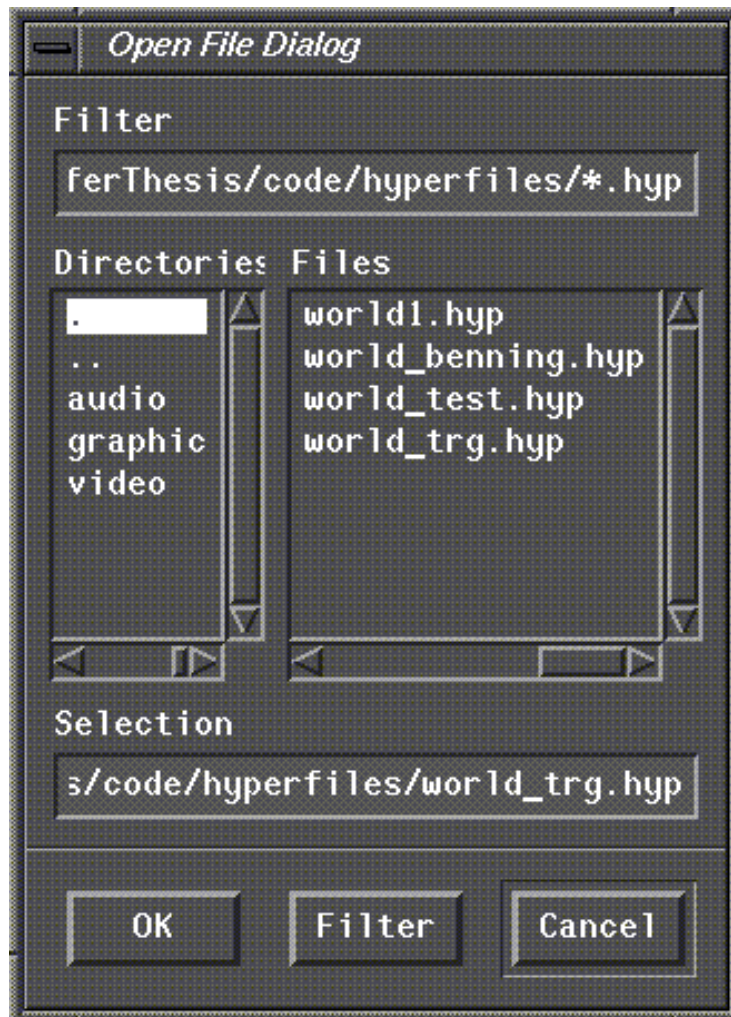 Open File Dialog
Filter
ferThesis/code/hyperfiles/*.hyp
Directories Files
.
..
audio
graphic
video
world1.hyp
world_benning.hyp
world_test.hyp
world_trg.hyp
Selection
s/code/hyperfiles/world_trg.hyp
OK Filter Cancel